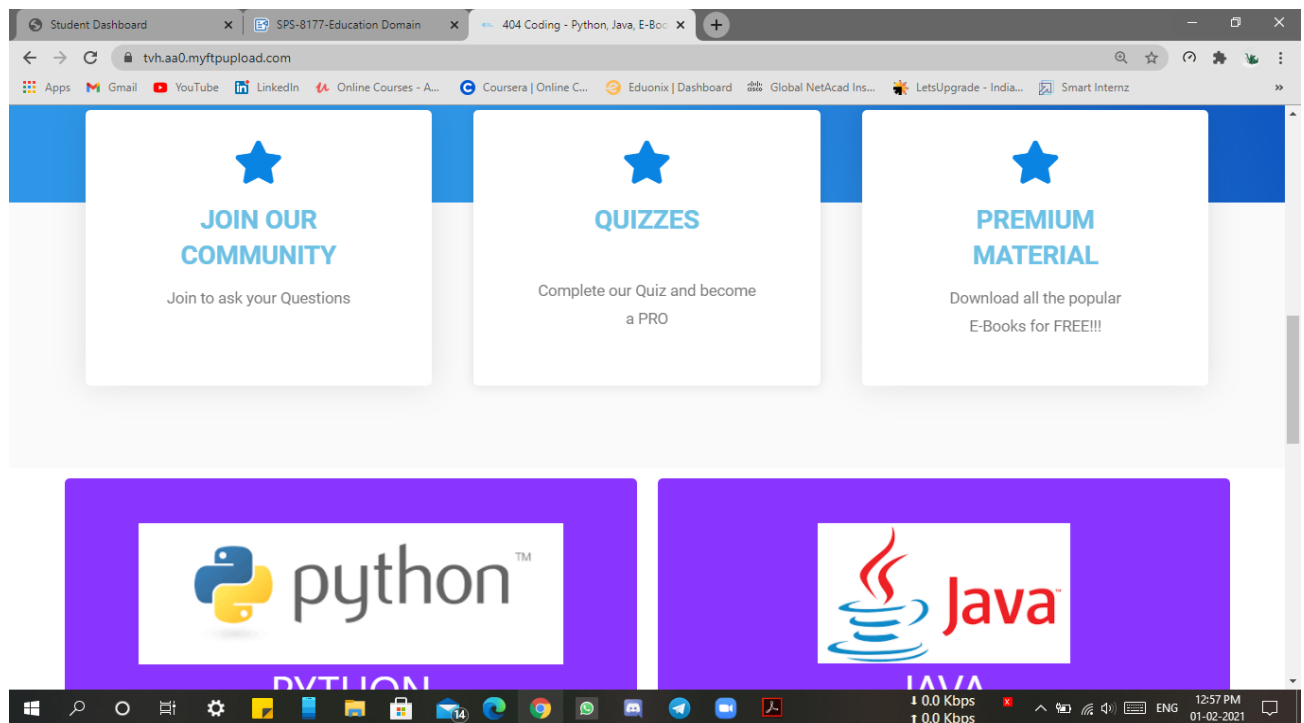 Student Dashboard
SPS-8177-Education Domain
404 Coding - Python, Java, E-Boo
tvh.aa0.myftpupload.com
Apps
Gmail
YouTube
LinkedIn
Online Courses - A...
Coursera | Online C...
Eduonix | Dashboard
Global NetAcad Ins...
LetsUpgrade - India...
Smart Internz
JOIN OUR
COMMUNITY
Join to ask your Questions
QUIZZES
Complete our Quiz and become
a PRO
PREMIUM
MATERIAL
Download all the popular
E-Books for FREE!!!
python™
PYTHON
Java™
JAVA
14
0.0 Kbps
0.0 Kbps
ENG
12:57 PM
01-02-2021